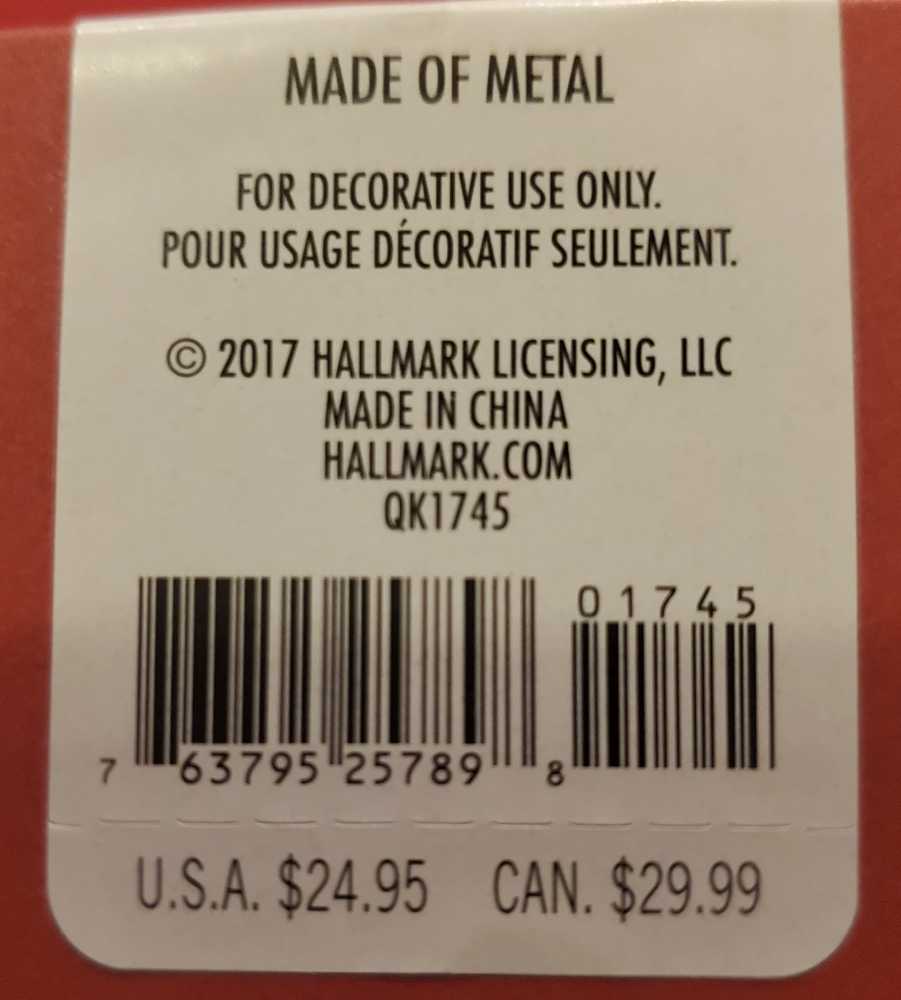 MADE OF METAL
FOR DECORATIVE USE ONLY.
POUR USAGE DÉCORATIF SEULEMENT.
© 2017 HALLMARK LICENSING, LLC
MADE IN CHINA
HALLMARK.COM
QK1745
01745
7 63795 25789 8
U.S.A. $24.95 CAN. $29.99